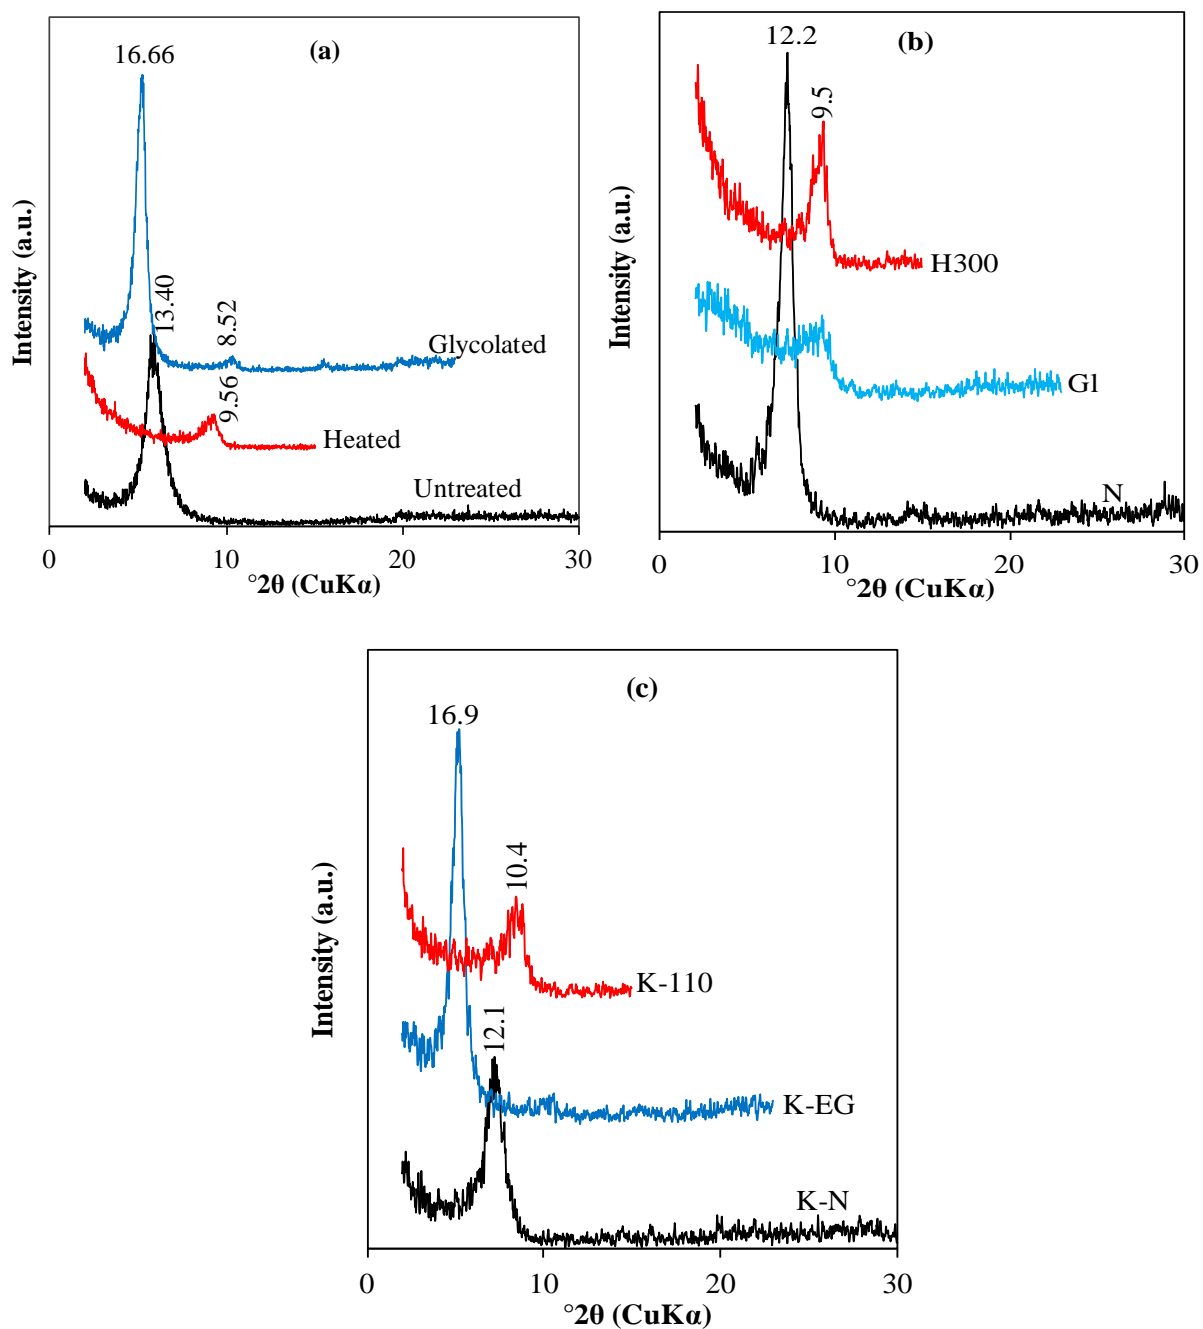 (a)
16.66
13.40
8.52
9.56
Glycolated
Heated
Untreated
Intensity (a.u.)
0
10
20
30
°2θ (CuKα)
(b)
12.2
9.5
H300
Gl
N
Intensity (a.u.)
0
10
20
30
°2θ (CuKα)
(c)
16.9
10.4
12.1
K-110
K-EG
K-N
Intensity (a.u.)
0
10
20
30
°2θ (CuKα)